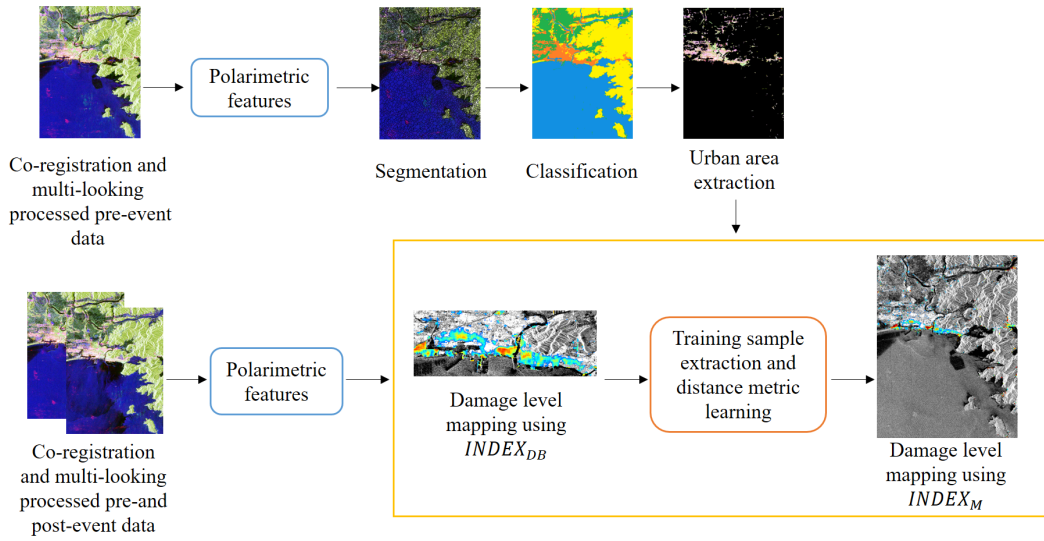 Polarimetric
features
Co-registration and
multi-looking
processed pre-event
data
Segmentation
Classification
Urban area
extraction
Polarimetric
features
Co-registration
and multi-looking
processed pre-and
post-event data
Damage level
mapping using
INDEX_DB
Training sample
extraction and
distance metric
learning
Damage level
mapping using
INDEX_M